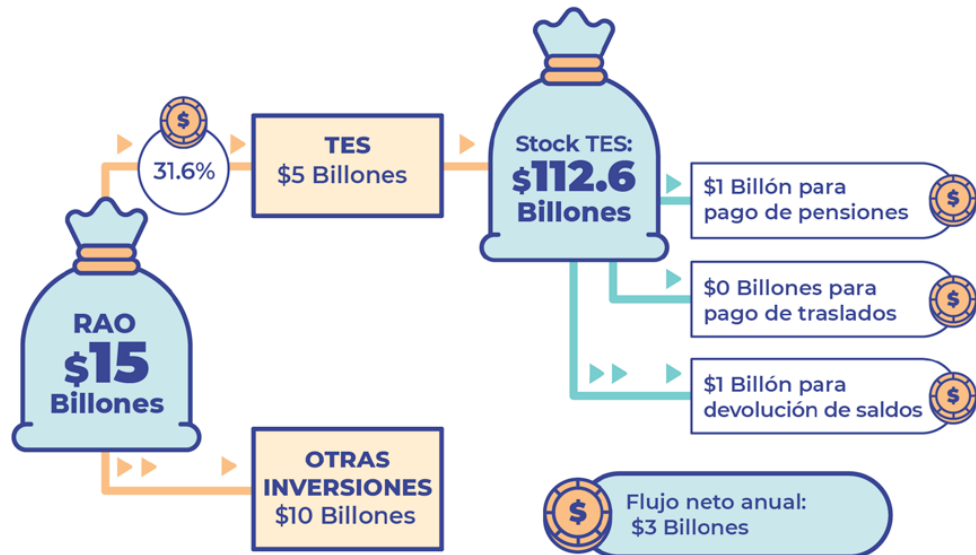 $
31.6%
TES
$5 Billones
Stock TES:
$112.6
Billones
$1 Billón para
pago de pensiones
$
$0 Billones para
pago de traslados
$
$1 Billón para
devolución de saldos
$
RAO
$15
Billones
OTRAS
INVERSIONES
$10 Billones
$
Flujo neto anual:
$3 Billones